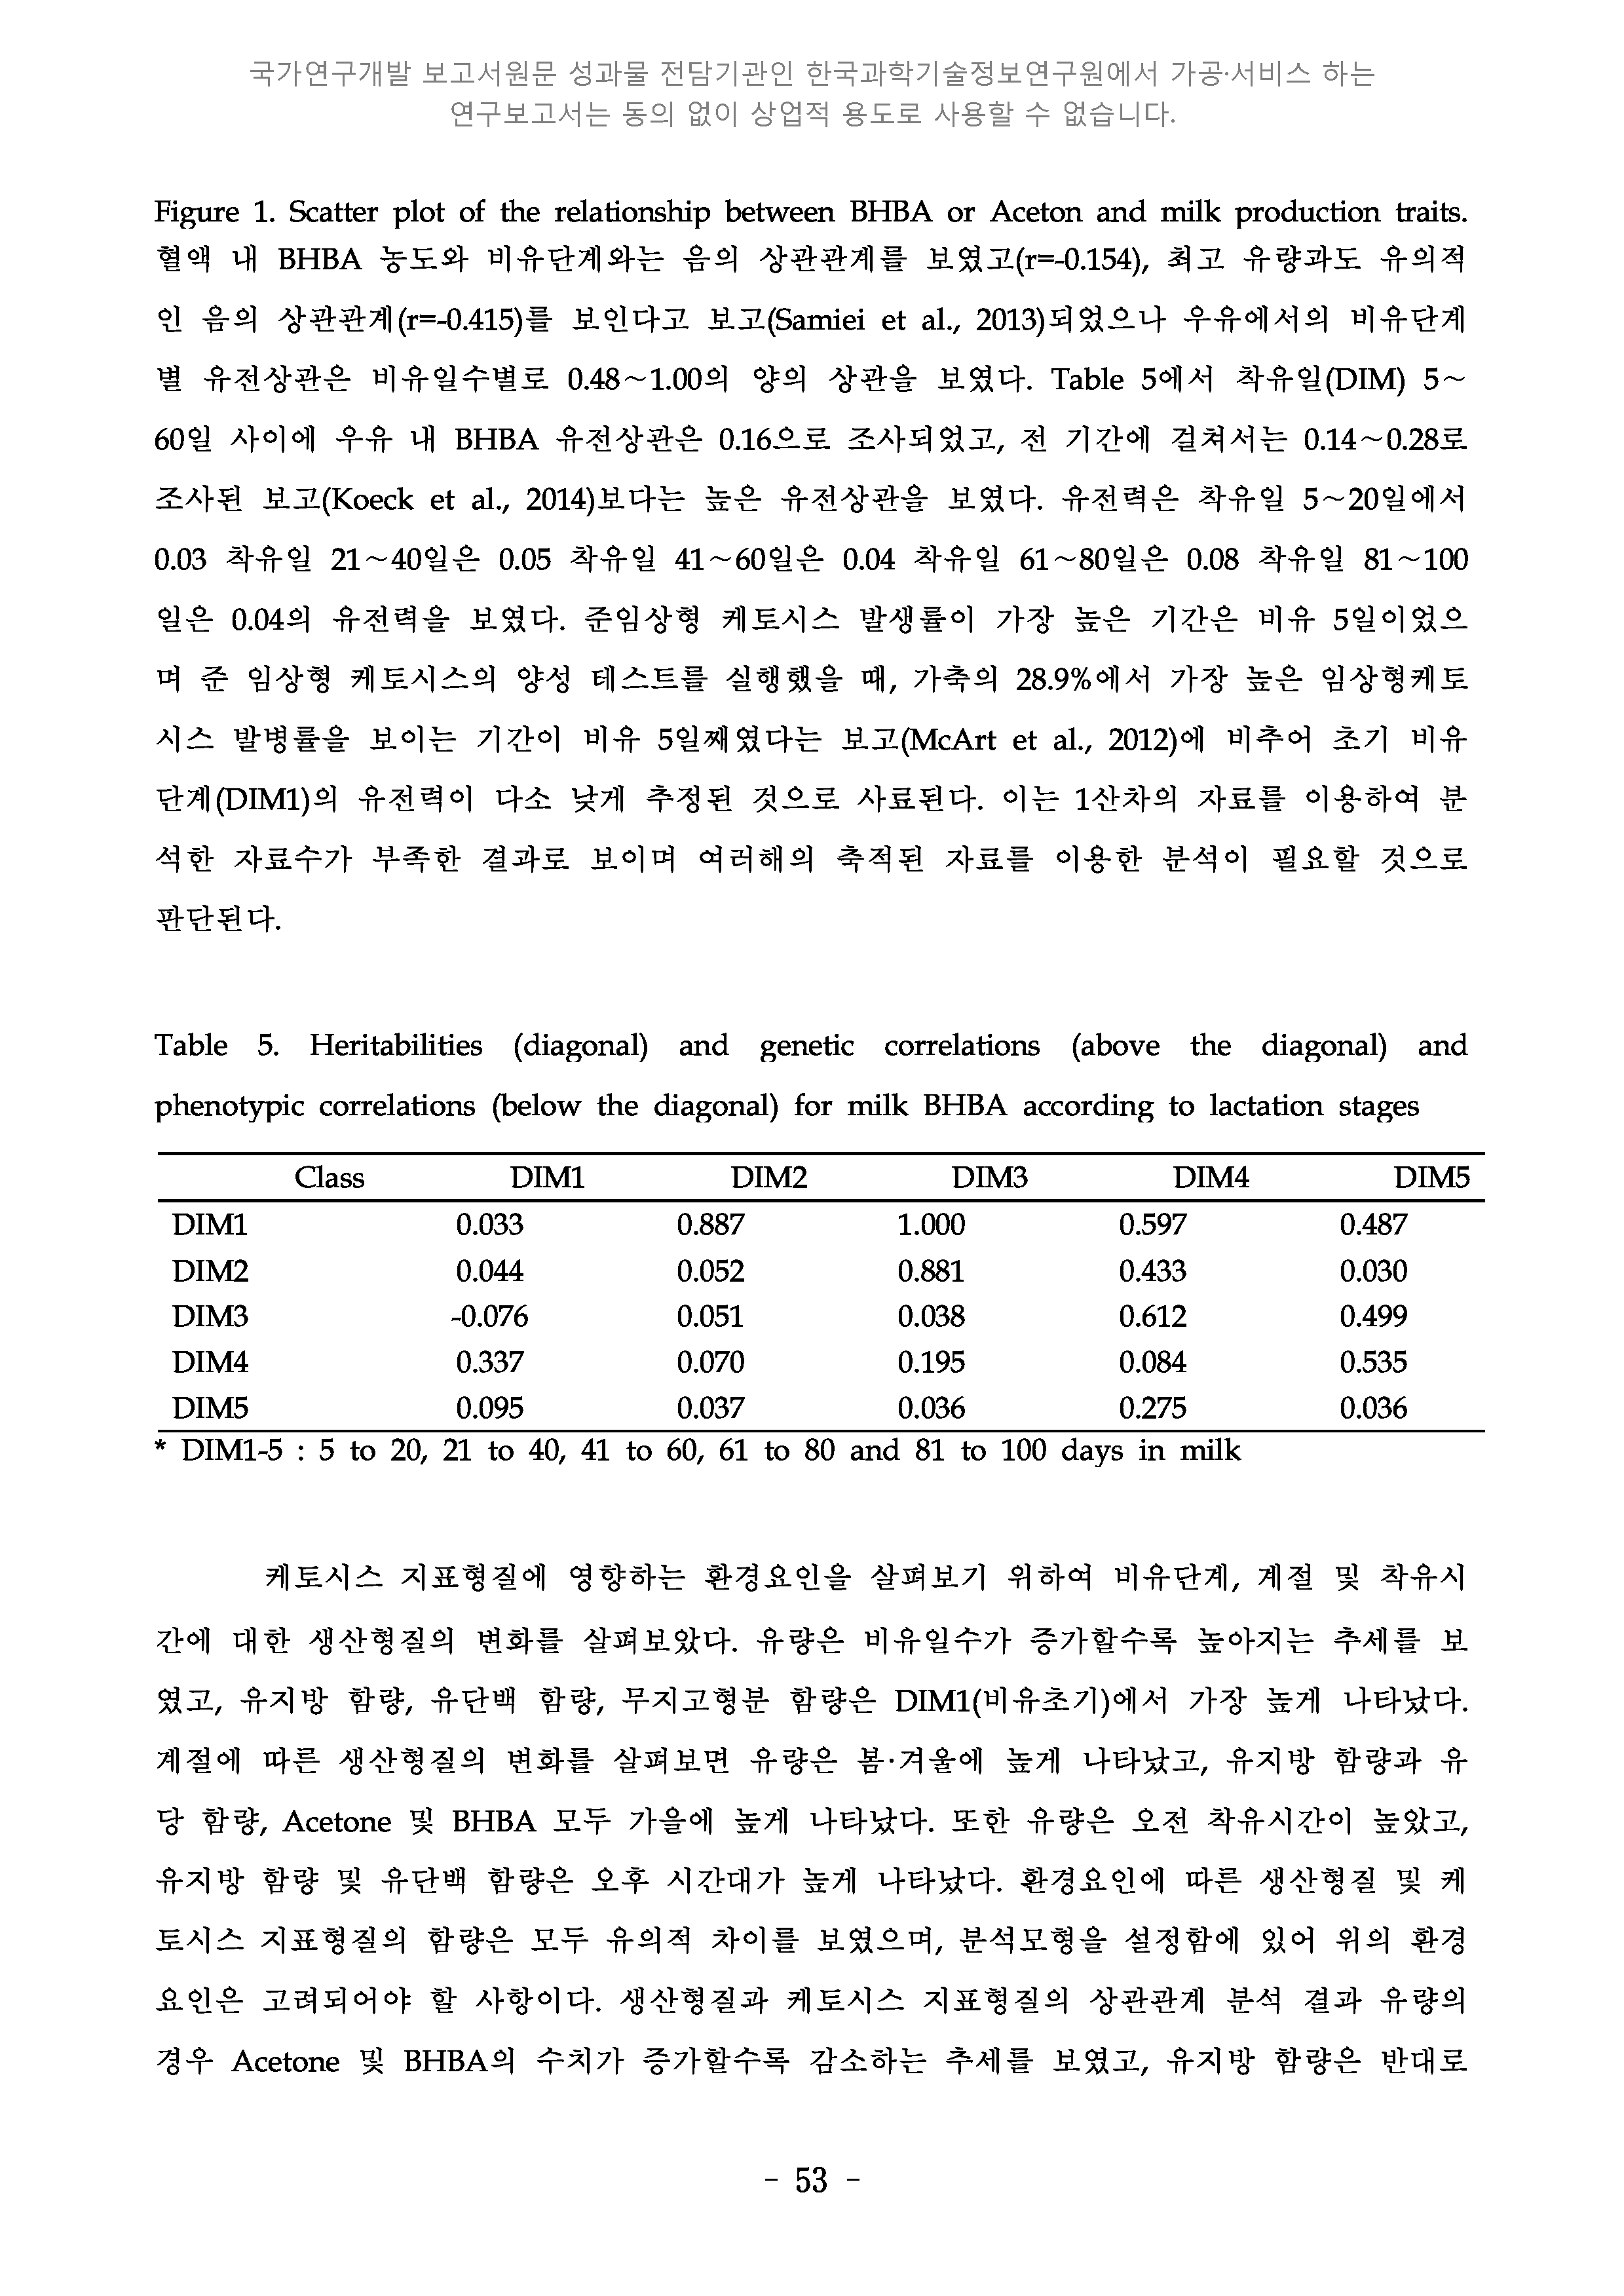 국가연구개발 보고서원문 성과물 전담기관인 한국과학기술정보연구원에서 가공·서비스 하는
연구보고서는 동의 없이 상업적 용도로 사용할 수 없습니다.
Figure 1. Scatter plot of the relationship between BHBA or Aceton and milk production traits.
혈액 내 BHBA 농도와 비유단계와는 음의 상관관계를 보였고(r=-0.154), 최고 유량과도 유의적
인 음의 상관관계(r=-0.415)를 보인다고 보고(Samiei et al., 2013)되었으나 우유에서의 비유단계
별 유전상관은 비유일수별로 0.48~1.00의 양의 상관을 보였다. Table 5에서 착유일(DIM) 5~
60일 사이에 우유 내 BHBA 유전상관은 0.16으로 조사되었고, 전 기간에 걸쳐서는 0.14~0.28로
조사된 보고(Koeck et al., 2014)보다는 높은 유전상관을 보였다. 유전력은 착유일 5~20일에서
0.03 착유일 21~40일은 0.05 착유일 41~60일은 0.04 착유일 61~80일은 0.08 착유일 81~100
일은 0.04의 유전력을 보였다. 준임상형 케토시스 발생률이 가장 높은 기간은 비유 5일이었으
며 준 임상형 케토시스의 양성 테스트를 실행했을 때, 가축의 28.9%에서 가장 높은 임상형케토
시스 발병률을 보이는 기간이 비유 5일째였다는 보고(McArt et al., 2012)에 비추어 초기 비유
단계(DIM1)의 유전력이 다소 낮게 추정된 것으로 사료된다. 이는 1산차의 자료를 이용하여 분
석한 자료수가 부족한 결과로 보이며 여러해의 축적된 자료를 이용한 분석이 필요할 것으로
판단된다.
Table 5. Heritabilities (diagonal) and genetic correlations (above the diagonal) and
phenotypic correlations (below the diagonal) for milk BHBA according to lactation stages
Class DIM1 DIM2 DIM3 DIM4 DIM5
DIM1 0.033 0.887 1.000 0.597 0.487
DIM2 0.044 0.052 0.881 0.433 0.030
DIM3 -0.076 0.051 0.038 0.612 0.499
DIM4 0.337 0.070 0.195 0.084 0.535
DIM5 0.095 0.037 0.036 0.275 0.036
* DIM1-5 : 5 to 20, 21 to 40, 41 to 60, 61 to 80 and 81 to 100 days in milk
케토시스 지표형질에 영향하는 환경요인을 살펴보기 위하여 비유단계, 계절 및 착유시
간에 대한 생산형질의 변화를 살펴보았다. 유량은 비유일수가 증가할수록 높아지는 추세를 보
였고, 유지방 함량, 유단백 함량, 무지고형분 함량은 DIM1(비유초기)에서 가장 높게 나타났다.
계절에 따른 생산형질의 변화를 살펴보면 유량은 봄·겨울에 높게 나타났고, 유지방 함량과 유
당 함량, Acetone 및 BHBA 모두 가을에 높게 나타났다. 또한 유량은 오전 착유시간이 높았고,
유지방 함량 및 유단백 함량은 오후 시간대가 높게 나타났다. 환경요인에 따른 생산형질 및 케
토시스 지표형질의 함량은 모두 유의적 차이를 보였으며, 분석모형을 설정함에 있어 위의 환경
요인은 고려되어야 할 사항이다. 생산형질과 케토시스 지표형질의 상관관계 분석 결과 유량의
경우 Acetone 및 BHBA의 수치가 증가할수록 감소하는 추세를 보였고, 유지방 함량은 반대로
- 53 -